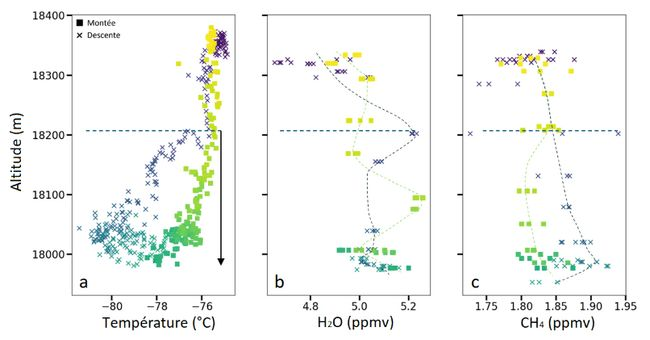 Montée
Descente
Altitude (m)
18400
18300
18200
18100
18000
a
b
c
−80 −78 −76
4.8 5.0 5.2
1.75 1.80 1.85 1.90 1.95
Température (°C)
H₂O (ppmv)
CH₄ (ppmv)